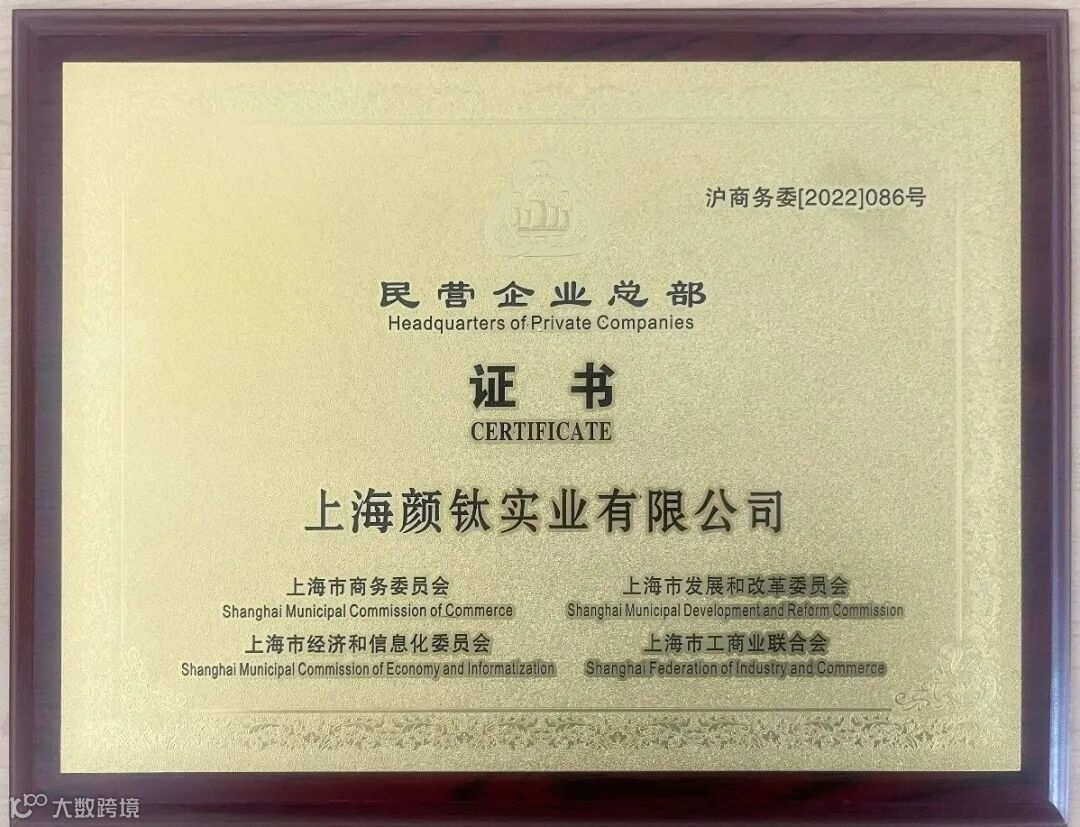 沪商务委[2022]086号
民营企业总部
Headquarters of Private Companies
证书
CERTIFICATE
上海颜钛实业有限公司
上海市商务委员会
Shanghai Municipal Commission of Commerce
上海市发展和改革委员会
Shanghai Municipal Development and Reform Commission
上海市经济和信息化委员会
Shanghai Municipal Commission of Economy and Informatization
上海市工商业联合会
Shanghai Federation of Industry and Commerce
大数跨境